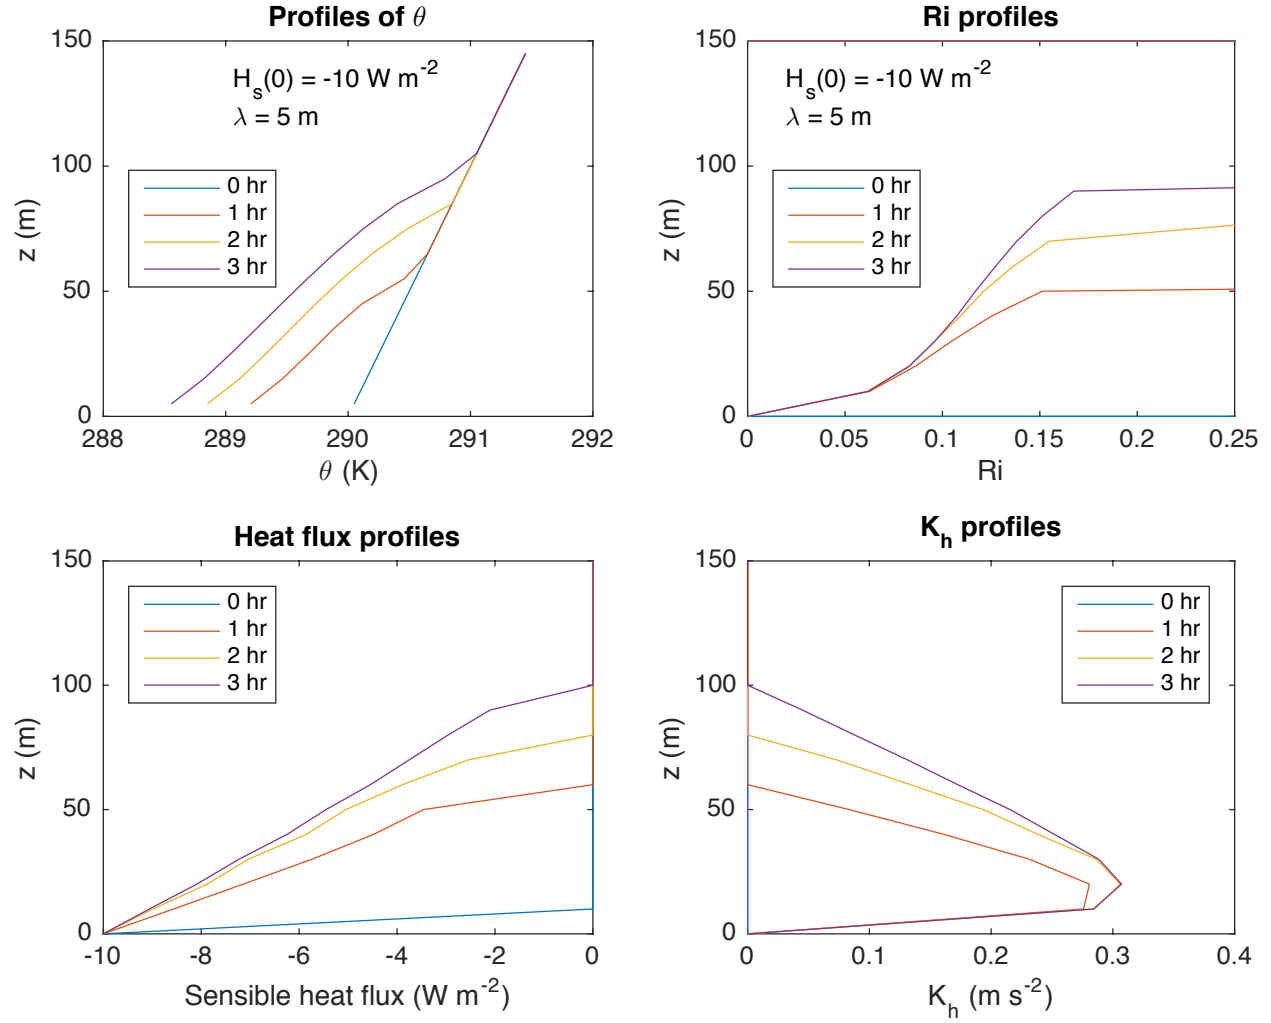 Profiles of θ
150
100
50
0
z (m)
H_s(0) = -10 W m^-2
λ = 5 m
0 hr
1 hr
2 hr
3 hr
288 289 290 291 292
θ (K)
Ri profiles
150
100
50
0
z (m)
H_s(0) = -10 W m^-2
λ = 5 m
0 hr
1 hr
2 hr
3 hr
0 0.05 0.1 0.15 0.2 0.25
Ri
Heat flux profiles
150
100
50
0
z (m)
0 hr
1 hr
2 hr
3 hr
-10 -8 -6 -4 -2 0
Sensible heat flux (W m^-2)
K_h profiles
150
100
50
0
z (m)
0 hr
1 hr
2 hr
3 hr
0 0.1 0.2 0.3 0.4
K_h (m s^-2)